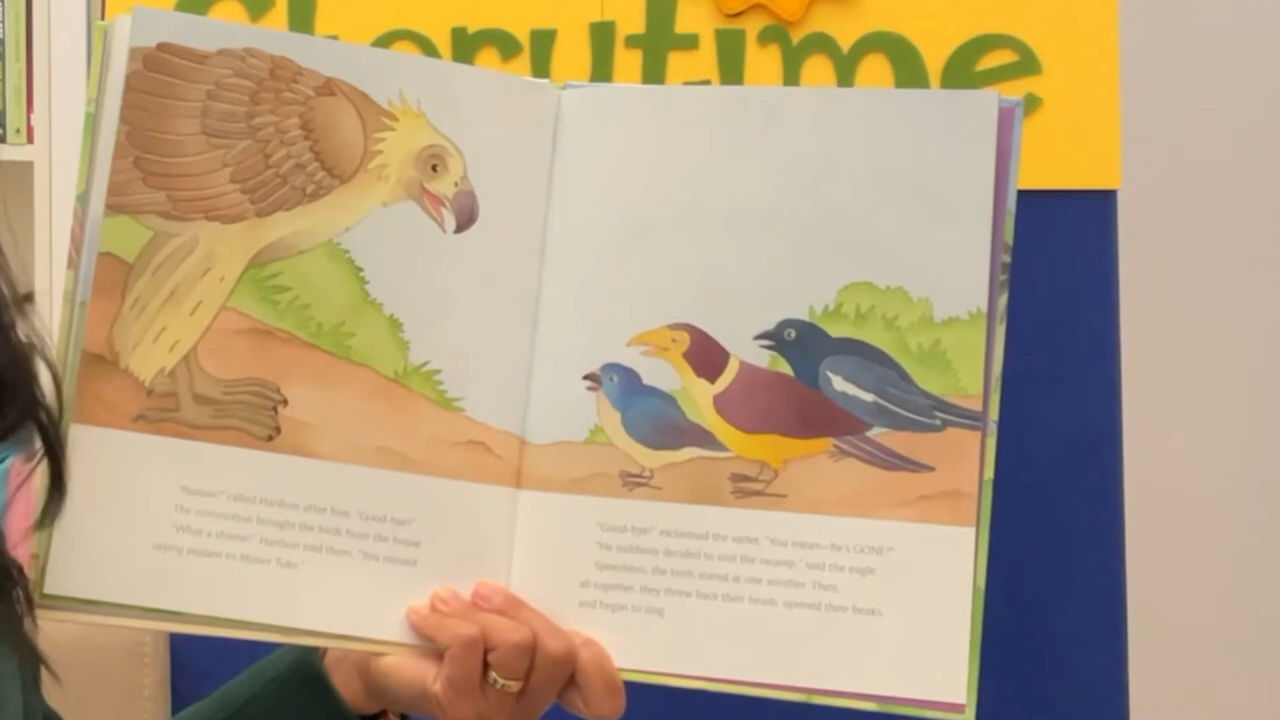 Storytime
"Paalam!" called Haribon after him. "Good-bye!"
The commotion brought the birds from the house.
"What a shame!" Haribon told them. "You missed
saying paalam to Mister Tuko."
"Good-bye!" exclaimed the violet. "You mean—he's GONE?"
"He suddenly decided to visit the swamp," said the eagle.
Speechless, the birds stared at one another. Then,
all together, they threw back their heads, opened their beaks,
and began to sing.